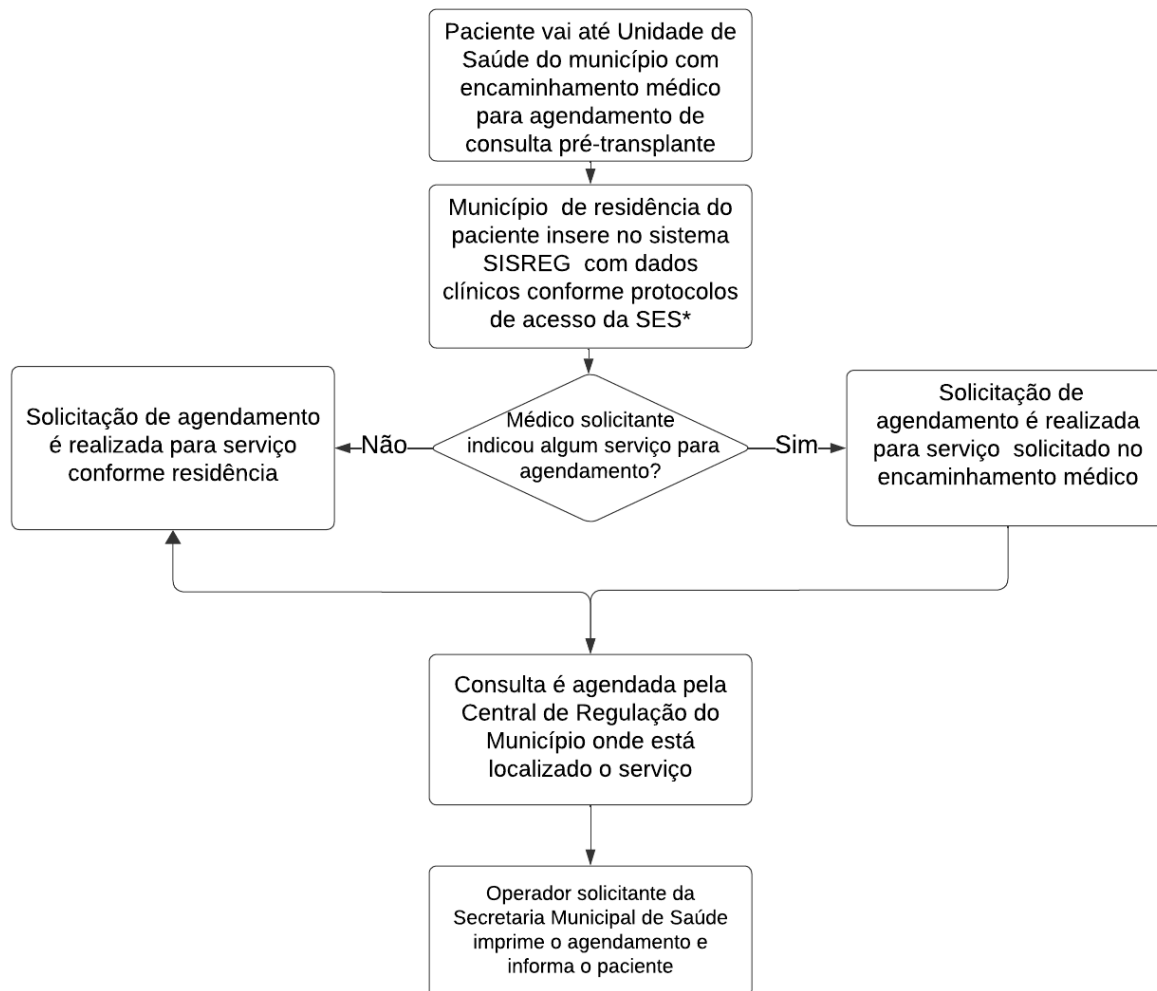 Paciente vai até Unidade de
Saúde do município com
encaminhamento médico
para agendamento de
consulta pré-transplante
Município de residência do
paciente insere no sistema
SISREG com dados
clínicos conforme protocolos
de acesso da SES*
Solicitação de agendamento
é realizada para serviço
conforme residência
Não
Médico solicitante
indicou algum serviço para
agendamento?
Sim
Solicitação de
agendamento é realizada
para serviço solicitado no
encaminhamento médico
Consulta é agendada pela
Central de Regulação do
Município onde está
localizado o serviço
Operador solicitante da
Secretaria Municipal de Saúde
imprime o agendamento e
informa o paciente